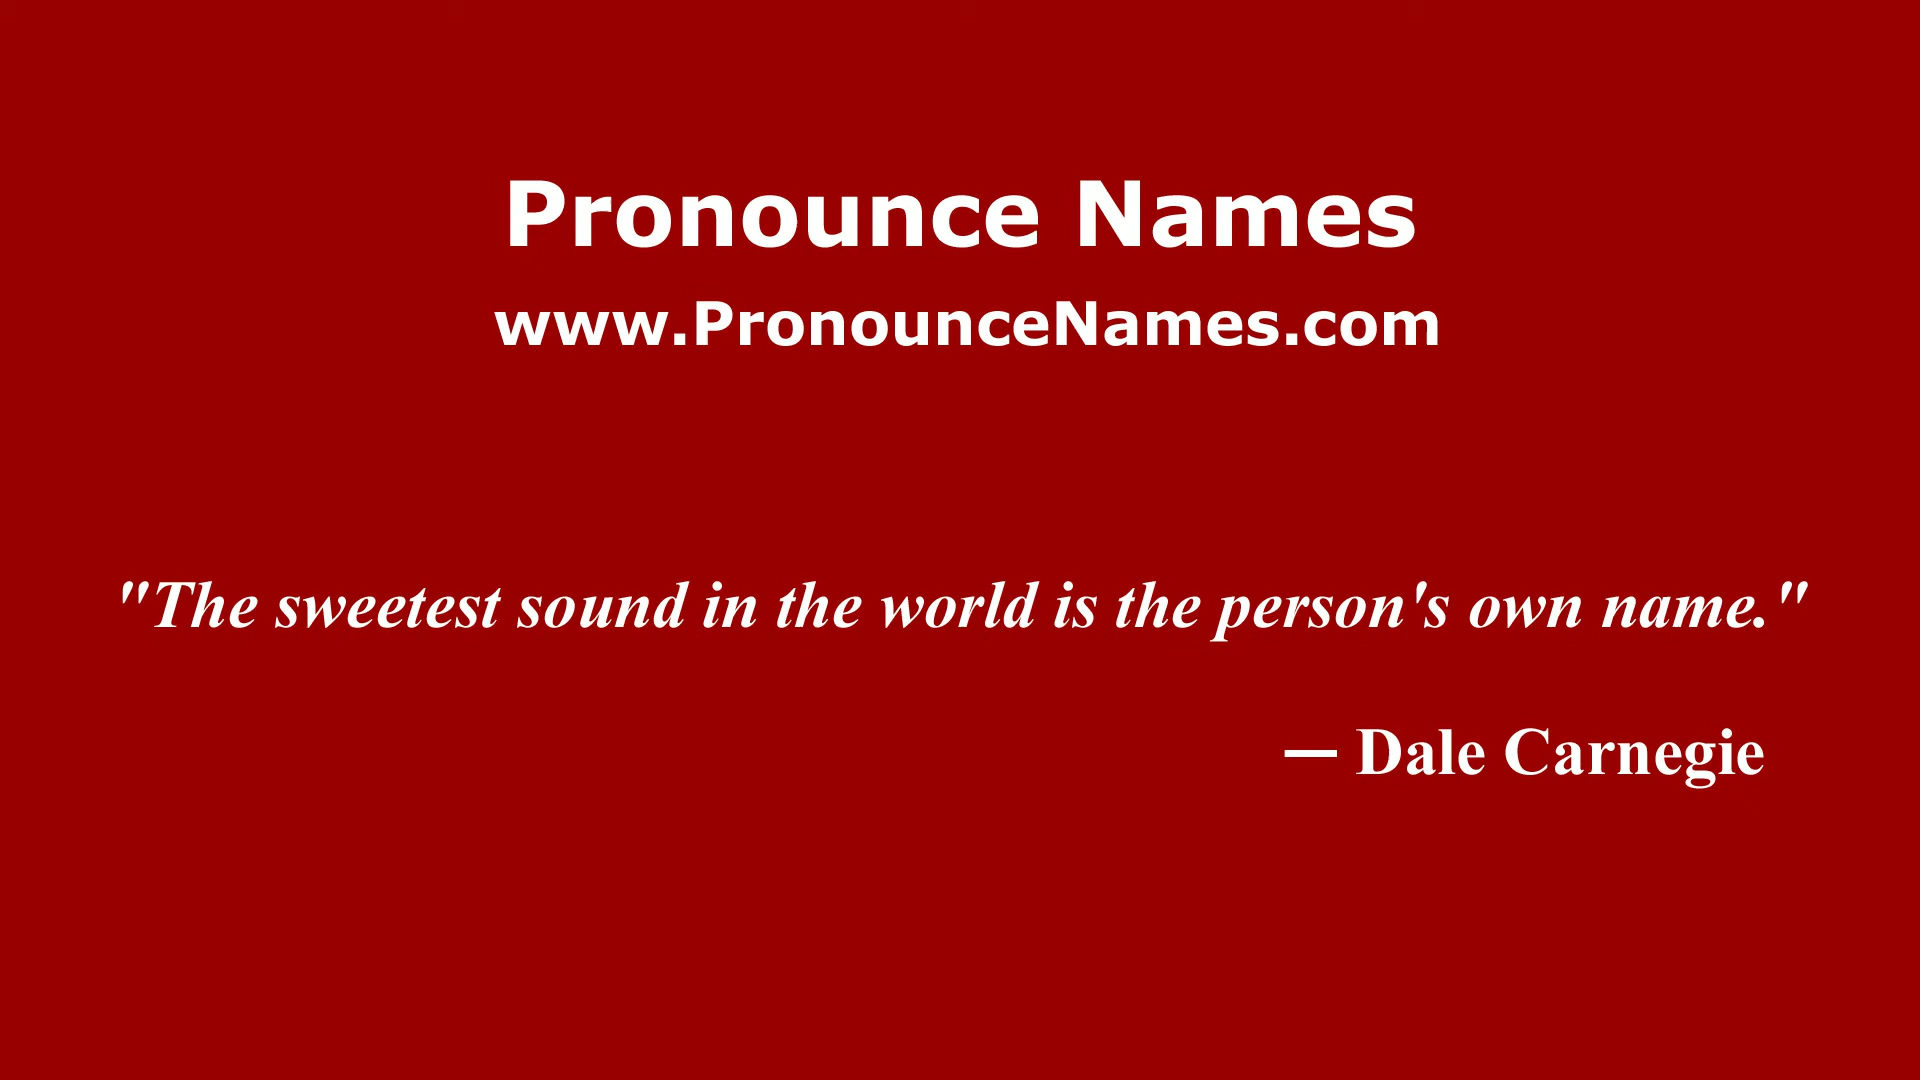 Pronounce Names
www.PronounceNames.com
"The sweetest sound in the world is the person's own name."
— Dale Carnegie